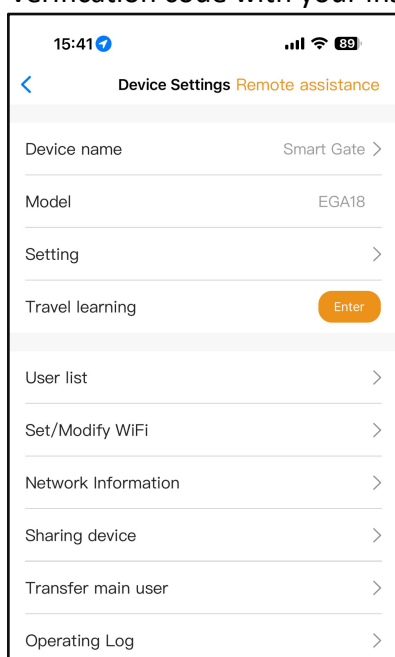 15:41
89
Device Settings Remote assistance
Device name Smart Gate
Model EGA18
Setting
Travel learning Enter
User list
Set/Modify WiFi
Network Information
Sharing device
Transfer main user
Operating Log